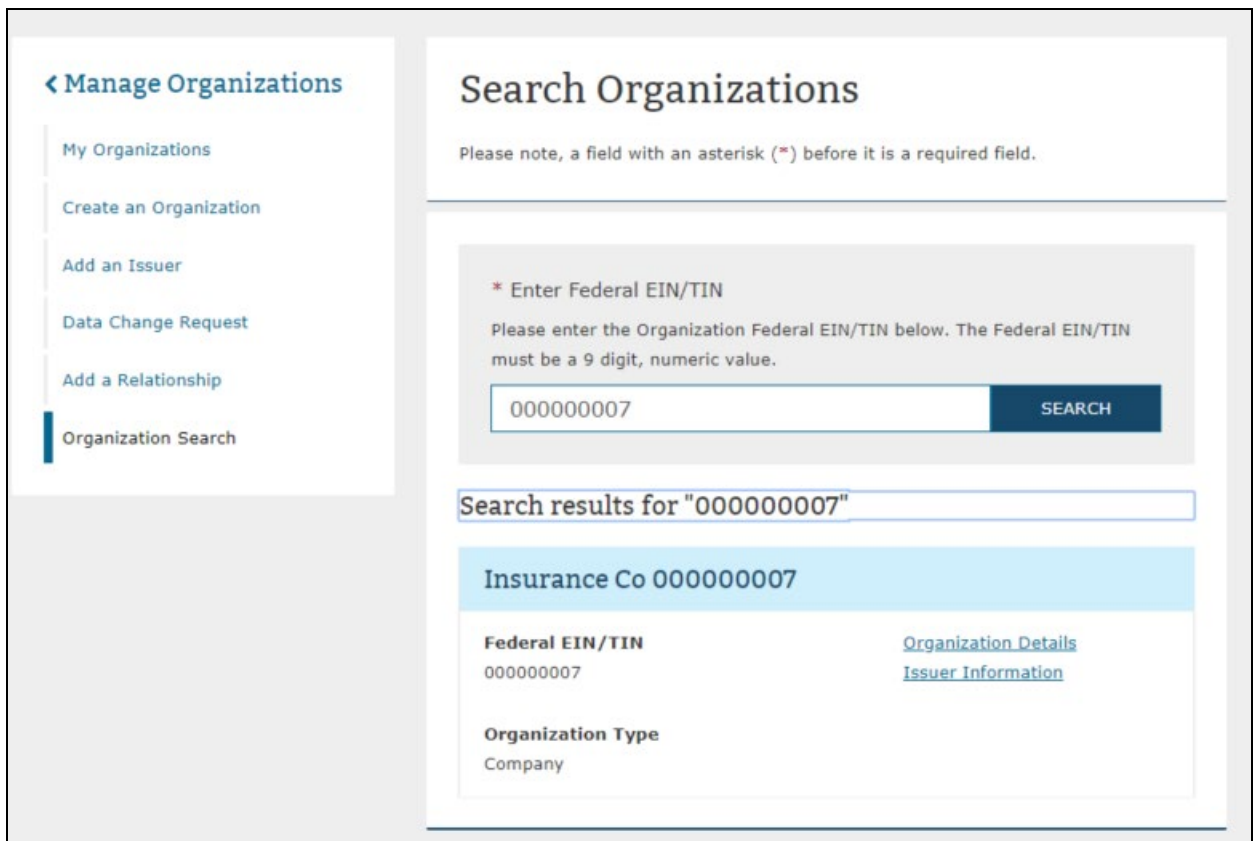 Manage Organizations
My Organizations
Create an Organization
Add an Issuer
Data Change Request
Add a Relationship
Organization Search
Search Organizations
Please note, a field with an asterisk (*) before it is a required field.
* Enter Federal EIN/TIN
Please enter the Organization Federal EIN/TIN below. The Federal EIN/TIN
must be a 9 digit, numeric value.
000000007
SEARCH
Search results for "000000007"
Insurance Co 000000007
Federal EIN/TIN
000000007
Organization Details
Issuer Information
Organization Type
Company